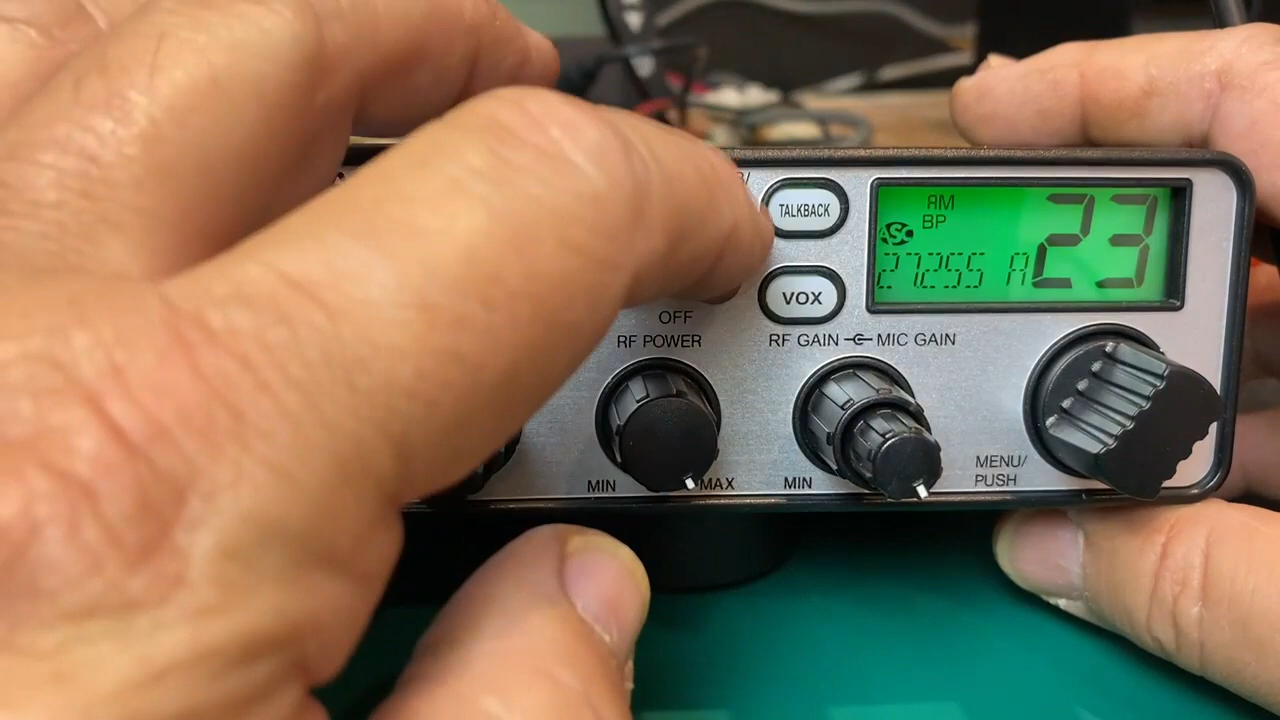 TALKBACK
VOX
AM
BP
ASC
27.255 A
23
OFF
RF POWER
RF GAIN
MIC GAIN
MIN
MAX
MIN
MENU/
PUSH